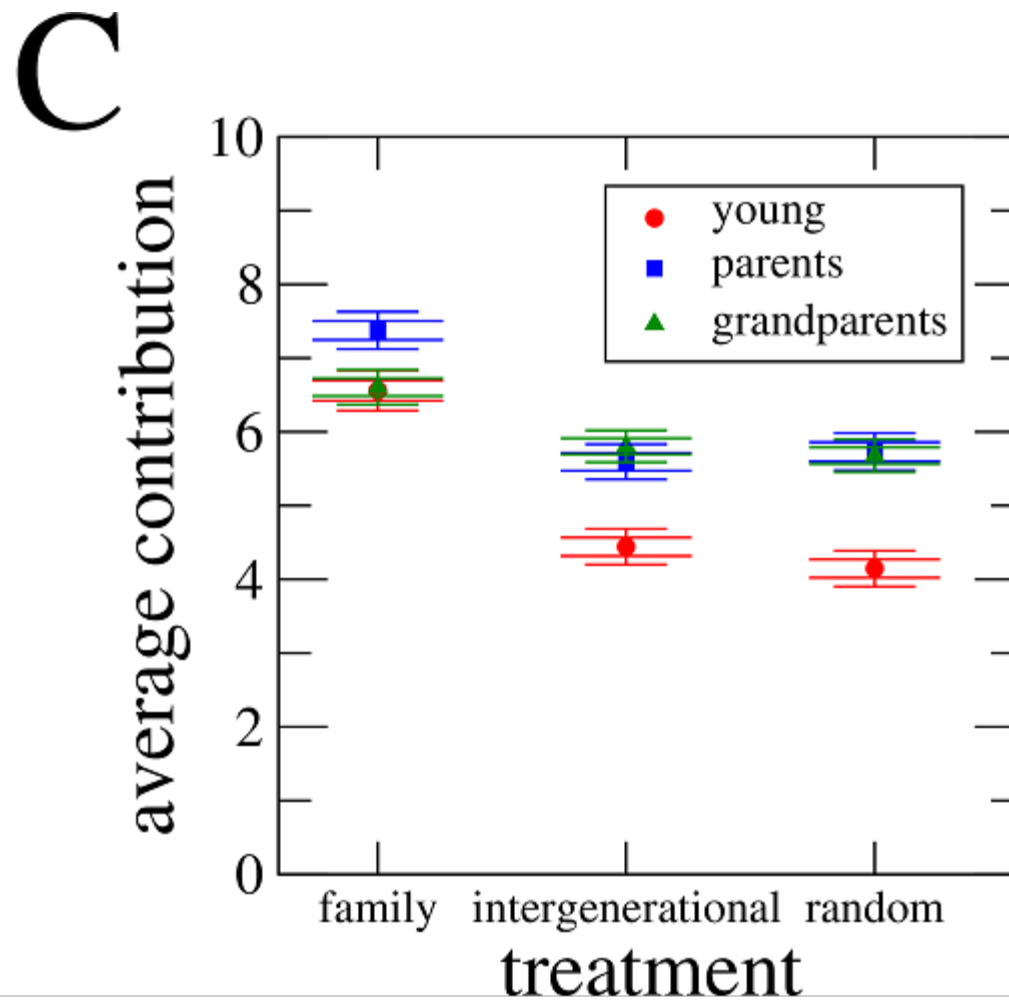 C
10
8
6
4
2
0
average contribution
young
parents
grandparents
family intergenerational random
treatment